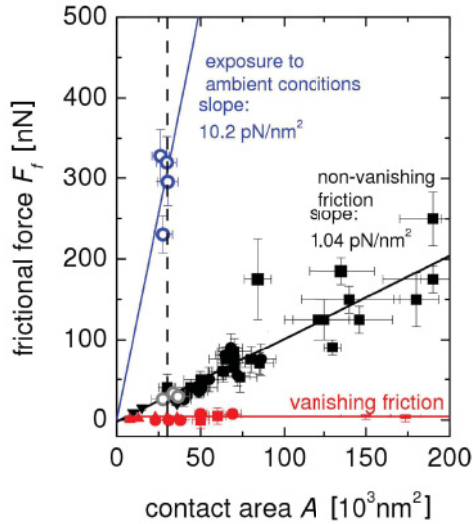 500
400
300
200
100
0
frictional force F_f [nN]
exposure to
ambient conditions
slope:
10.2 pN/nm²
non-vanishing
friction
slope:
1.04 pN/nm²
vanishing friction
0 50 100 150 200
contact area A [10³nm²]